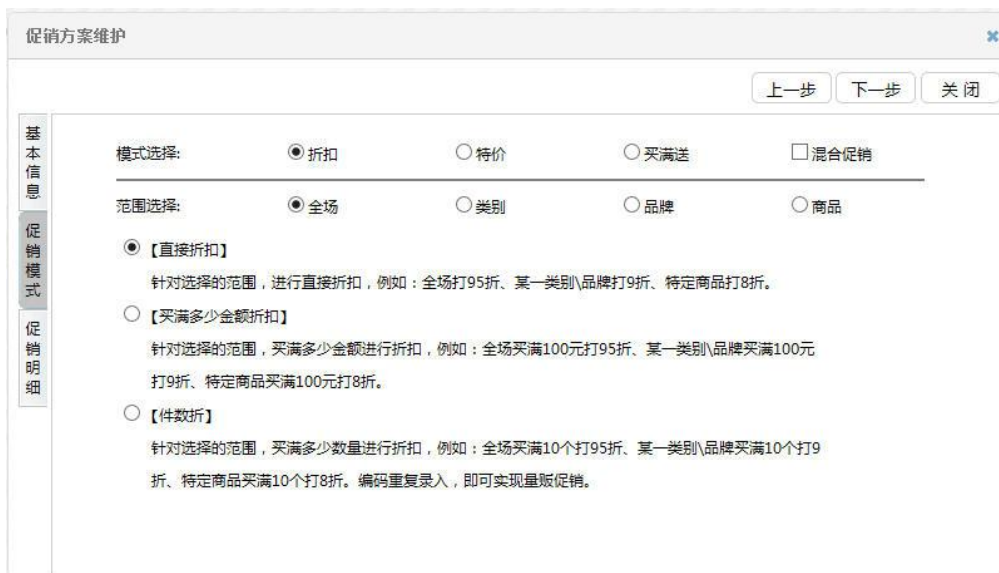 促销方案维护
上一步 下一步 关 闭
基本信息
促销模式
促销明细
模式选择: 折扣 特价 买满送 混合促销
范围选择: 全场 类别 品牌 商品
【直接折扣】
针对选择的范围，进行直接折扣，例如：全场打95折、某一类别\品牌打9折、特定商品打8折。
【买满多少金额折扣】
针对选择的范围，买满多少金额进行折扣，例如：全场买满100元打95折、某一类别\品牌买满100元
打9折、特定商品买满100元打8折。
【件数折】
针对选择的范围，买满多少数量进行折扣，例如：全场买满10个打95折、某一类别\品牌买满10个打9
折、特定商品买满10个打8折。编码重复录入，即可实现量贩促销。